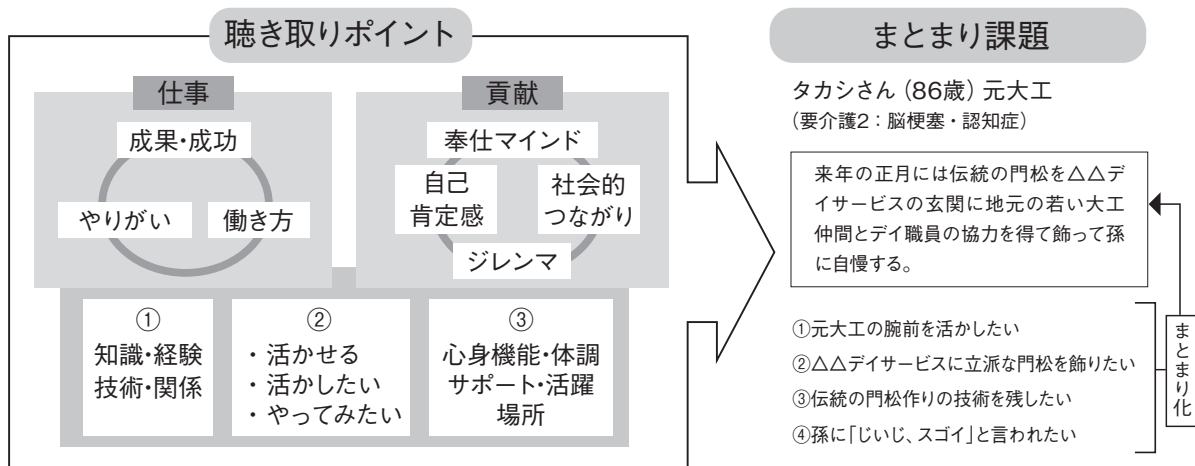 聴き取りポイント
仕事
成果・成功
やりがい
働き方
貢献
奉仕マインド
自己
肯定感
社会的
つながり
ジレンマ
①
知識・経験
技術・関係
②
・活かせる
・活かしたい
・やってみたい
③
心身機能・体調
サポート・活躍
場所
まとまり課題
タカシさん（86歳）元大工
（要介護2：脳梗塞・認知症）
来年の正月には伝統の門松を△△デ
イサービスの玄関に地元の若い大工
仲間とデイ職員の協力を得て飾って孫
に自慢する。
①元大工の腕前を活かしたい
②△△デイサービスに立派な門松を飾りたい
③伝統の門松作りの技術を残したい
④孫に「じいじ、スゴイ」と言われたい
まとまり化